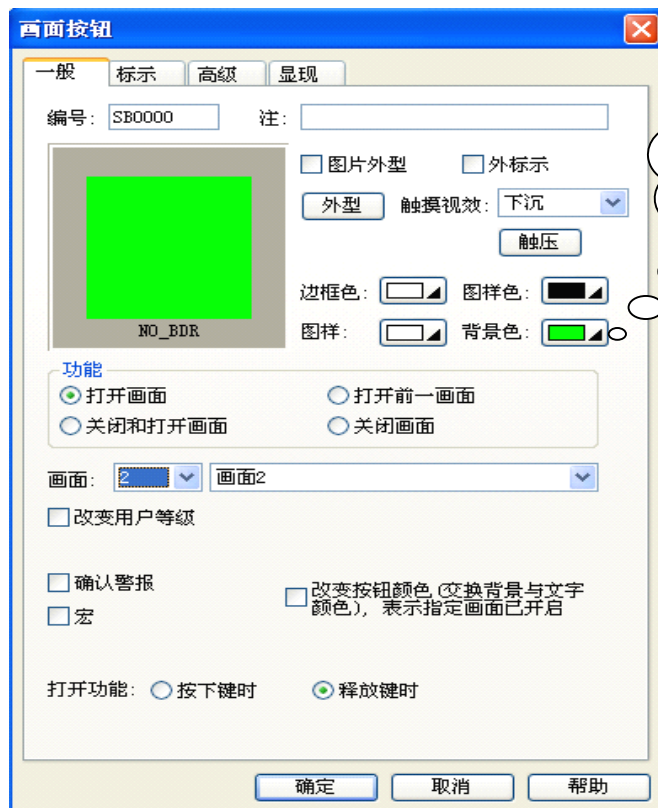 画面按钮
一般 标示 高级 显现
编号: SB0000 注:
图片外型 外标示
外型 触摸视效: 下沉
触压
边框色: 图样色:
NO_BDR 图样: 背景色:
功能
打开画面 打开前一画面
关闭和打开画面 关闭画面
画面: 2 画面2
改变用户等级
确认警报 改变按钮颜色(交换背景与文字
宏 颜色), 表示指定画面已开启
打开功能: 按下键时 释放键时
确定 取消 帮助